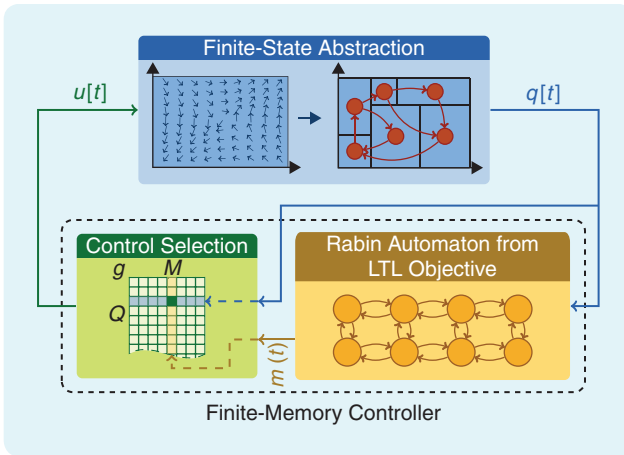 Finite-State Abstraction
u[t]
q[t]
Control Selection
g M
Q
m (t)
Rabin Automaton from
LTL Objective
Finite-Memory Controller